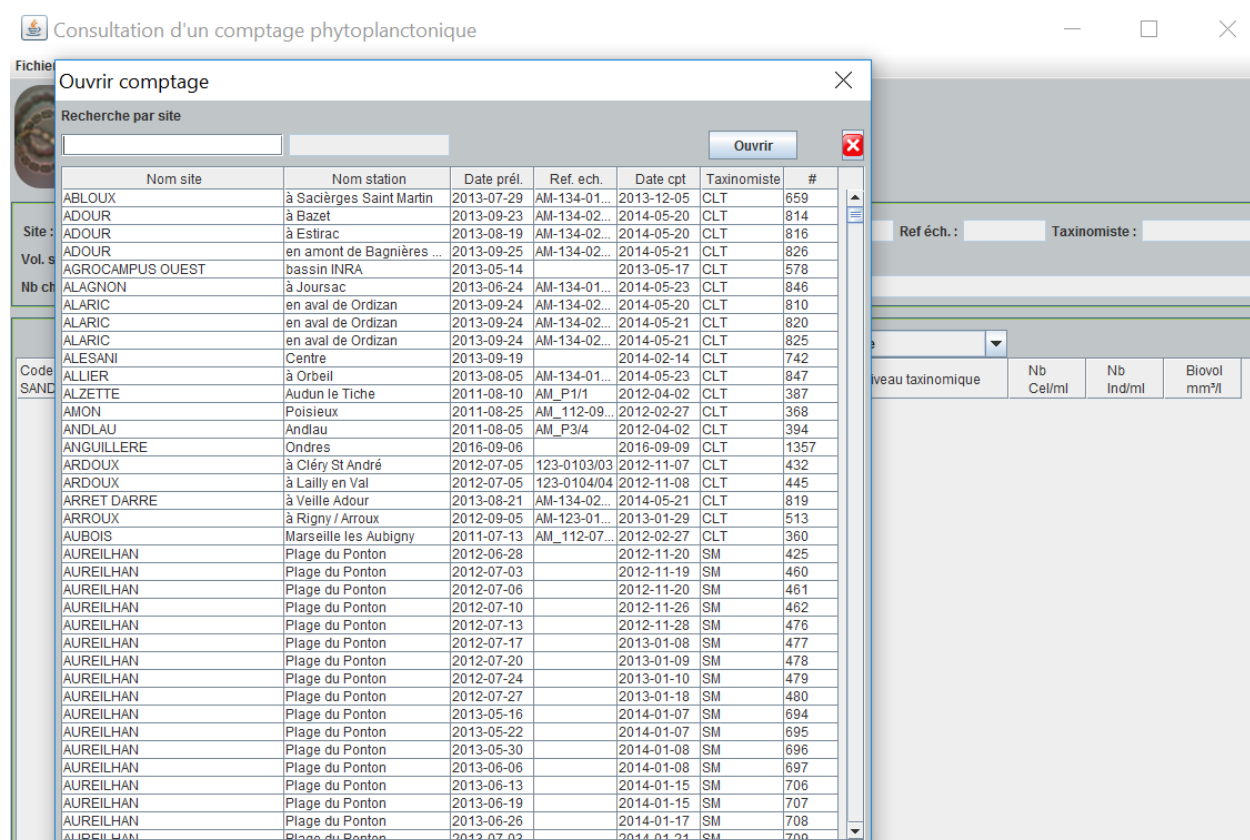 Consultation d'un comptage phytoplanctonique
Fichier
Ouvrir comptage
Recherche par site
Ouvrir
Nom site Nom station Date prél. Ref. ech. Date cpt Taxinomiste #
ABLOUX à Sacièrges Saint Martin 2013-07-29 AM-134-01... 2013-12-05 CLT 659
ADOUR à Bazet 2013-09-23 AM-134-02... 2014-05-20 CLT 814
ADOUR à Estirac 2013-08-19 AM-134-02... 2014-05-20 CLT 816
ADOUR en amont de Bagnières ... 2013-09-25 AM-134-02... 2014-05-21 CLT 826
AGROCAMPUS OUEST bassin INRA 2013-05-14 2013-05-17 CLT 578
ALAGNON à Joursac 2013-06-24 AM-134-01... 2014-05-23 CLT 846
ALARIC en aval de Ordizan 2013-09-24 AM-134-02... 2014-05-20 CLT 810
ALARIC en aval de Ordizan 2013-09-24 AM-134-02... 2014-05-21 CLT 820
ALARIC en aval de Ordizan 2013-09-24 AM-134-02... 2014-05-21 CLT 825
ALESANI Centre 2013-09-19 2014-02-14 CLT 742
ALLIER à Orbeil 2013-08-05 AM-134-01... 2014-05-23 CLT 847
ALZETTE Audun le Tiche 2011-08-10 AM_P1/1 2012-04-02 CLT 387
AMON Poisieux 2011-08-25 AM_112-09... 2012-02-27 CLT 368
ANDLAU Andlau 2011-08-05 AM_P3/4 2012-04-02 CLT 394
ANGUILLERE Ondres 2016-09-06 2016-09-09 CLT 1357
ARDOUX à Cléry St André 2012-07-05 123-0103/03 2012-11-07 CLT 432
ARDOUX à Lailly en Val 2012-07-05 123-0104/04 2012-11-08 CLT 445
ARRET DARRE à Veille Adour 2013-08-21 AM-134-02... 2014-05-21 CLT 819
ARROUX à Rigny / Arroux 2012-09-05 AM-123-01... 2013-01-29 CLT 513
AUBOIS Marseille les Aubigny 2011-07-13 AM_112-07... 2012-02-27 CLT 360
AUREILHAN Plage du Ponton 2012-06-28 2012-11-20 SM 425
AUREILHAN Plage du Ponton 2012-07-03 2012-11-19 SM 460
AUREILHAN Plage du Ponton 2012-07-06 2012-11-20 SM 461
AUREILHAN Plage du Ponton 2012-07-10 2012-11-26 SM 462
AUREILHAN Plage du Ponton 2012-07-13 2012-11-28 SM 476
AUREILHAN Plage du Ponton 2012-07-17 2013-01-08 SM 477
AUREILHAN Plage du Ponton 2012-07-20 2013-01-09 SM 478
AUREILHAN Plage du Ponton 2012-07-24 2013-01-10 SM 479
AUREILHAN Plage du Ponton 2012-07-27 2013-01-18 SM 480
AUREILHAN Plage du Ponton 2013-05-16 2014-01-07 SM 694
AUREILHAN Plage du Ponton 2013-05-22 2014-01-07 SM 695
AUREILHAN Plage du Ponton 2013-05-30 2014-01-08 SM 696
AUREILHAN Plage du Ponton 2013-06-06 2014-01-08 SM 697
AUREILHAN Plage du Ponton 2013-06-13 2014-01-15 SM 706
AUREILHAN Plage du Ponton 2013-06-19 2014-01-15 SM 707
AUREILHAN Plage du Ponton 2013-06-26 2014-01-17 SM 708
AUREILHAN Plage du Ponton 2013-07-03 2014-01-21 SM 709
Site : Ref éch. : Taxinomiste :
Vol. s
Nb ch
Code
SAND
iveau taxinomique
Nb
Cel/ml
Nb
Ind/ml
Biovol
mm³/l